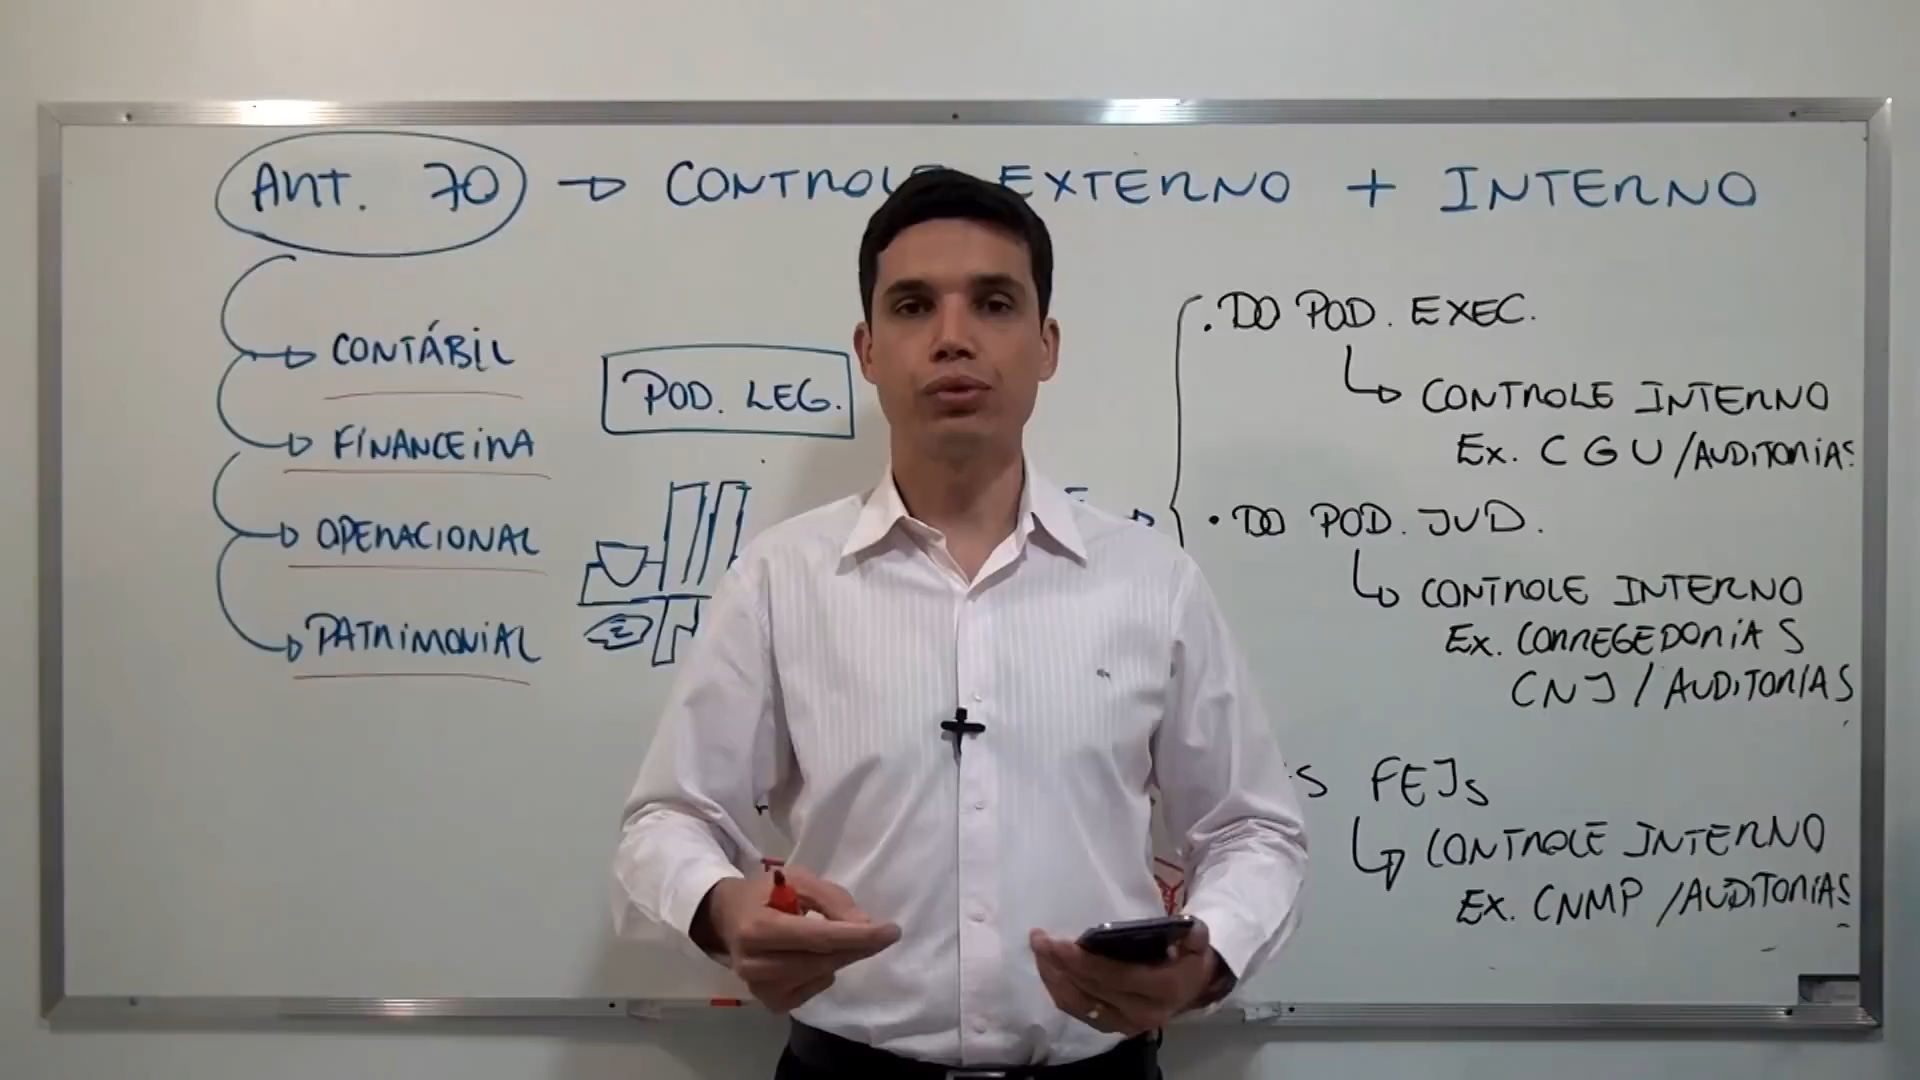 ART. 70 → CONTROLE EXTERNO + INTERNO
CONTÁBIL
FINANCEIRA
OPERACIONAL
PATRIMONIAL
POD. LEG.
. DO POD. EXEC.
CONTROLE INTERNO
Ex. CGU / AUDITORIAS
• DO POD. JUD.
CONTROLE INTERNO
Ex. CORREGEDORIAS
CNJ / AUDITORIAS
FEJs
CONTROLE INTERNO
Ex. CNMP / AUDITORIAS